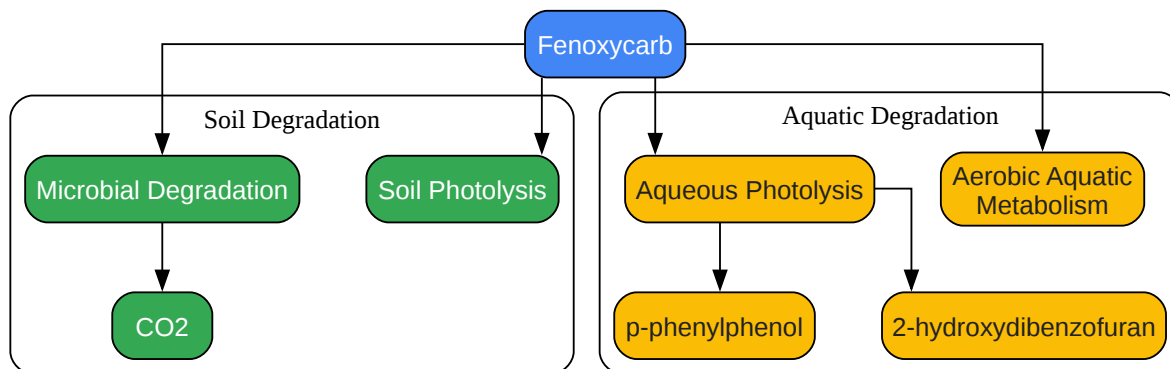 Fenoxycarb
Soil Degradation
Aquatic Degradation
Microbial Degradation
Soil Photolysis
Aqueous Photolysis
Aerobic Aquatic
Metabolism
CO2
p-phenylphenol
2-hydroxydibenzofuran